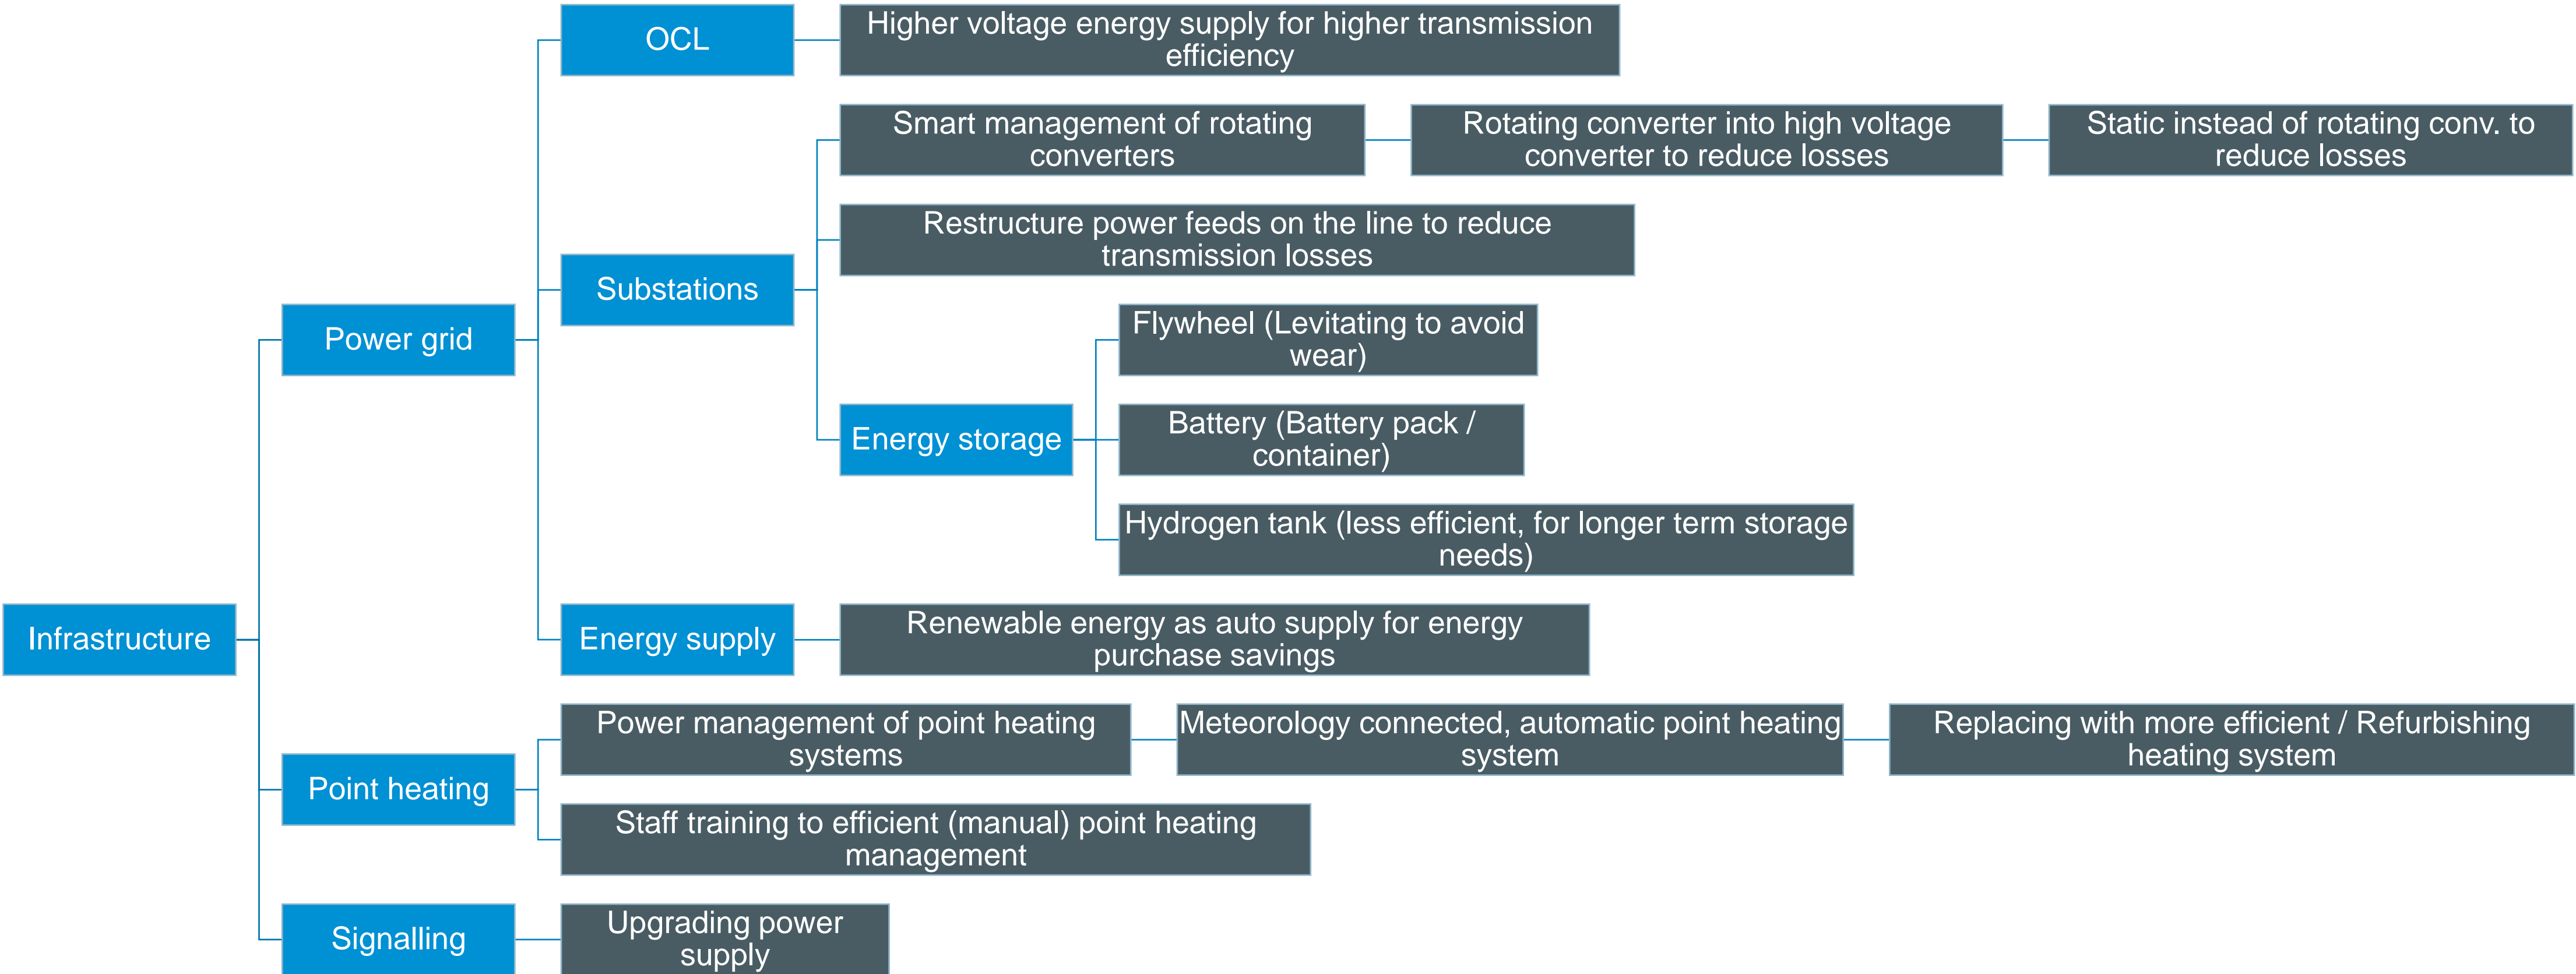 OCL
Higher voltage energy supply for higher transmission
efficiency
Smart management of rotating
converters
Rotating converter into high voltage
converter to reduce losses
Static instead of rotating conv. to
reduce losses
Restructure power feeds on the line to reduce
transmission losses
Substations
Power grid
Flywheel (Levitating to avoid
wear)
Energy storage
Battery (Battery pack /
container)
Hydrogen tank (less efficient, for longer term storage
needs)
Infrastructure
Energy supply
Renewable energy as auto supply for energy
purchase savings
Power management of point heating
systems
Meteorology connected, automatic point heating
system
Replacing with more efficient / Refurbishing
heating system
Point heating
Staff training to efficient (manual) point heating
management
Signalling
Upgrading power
supply